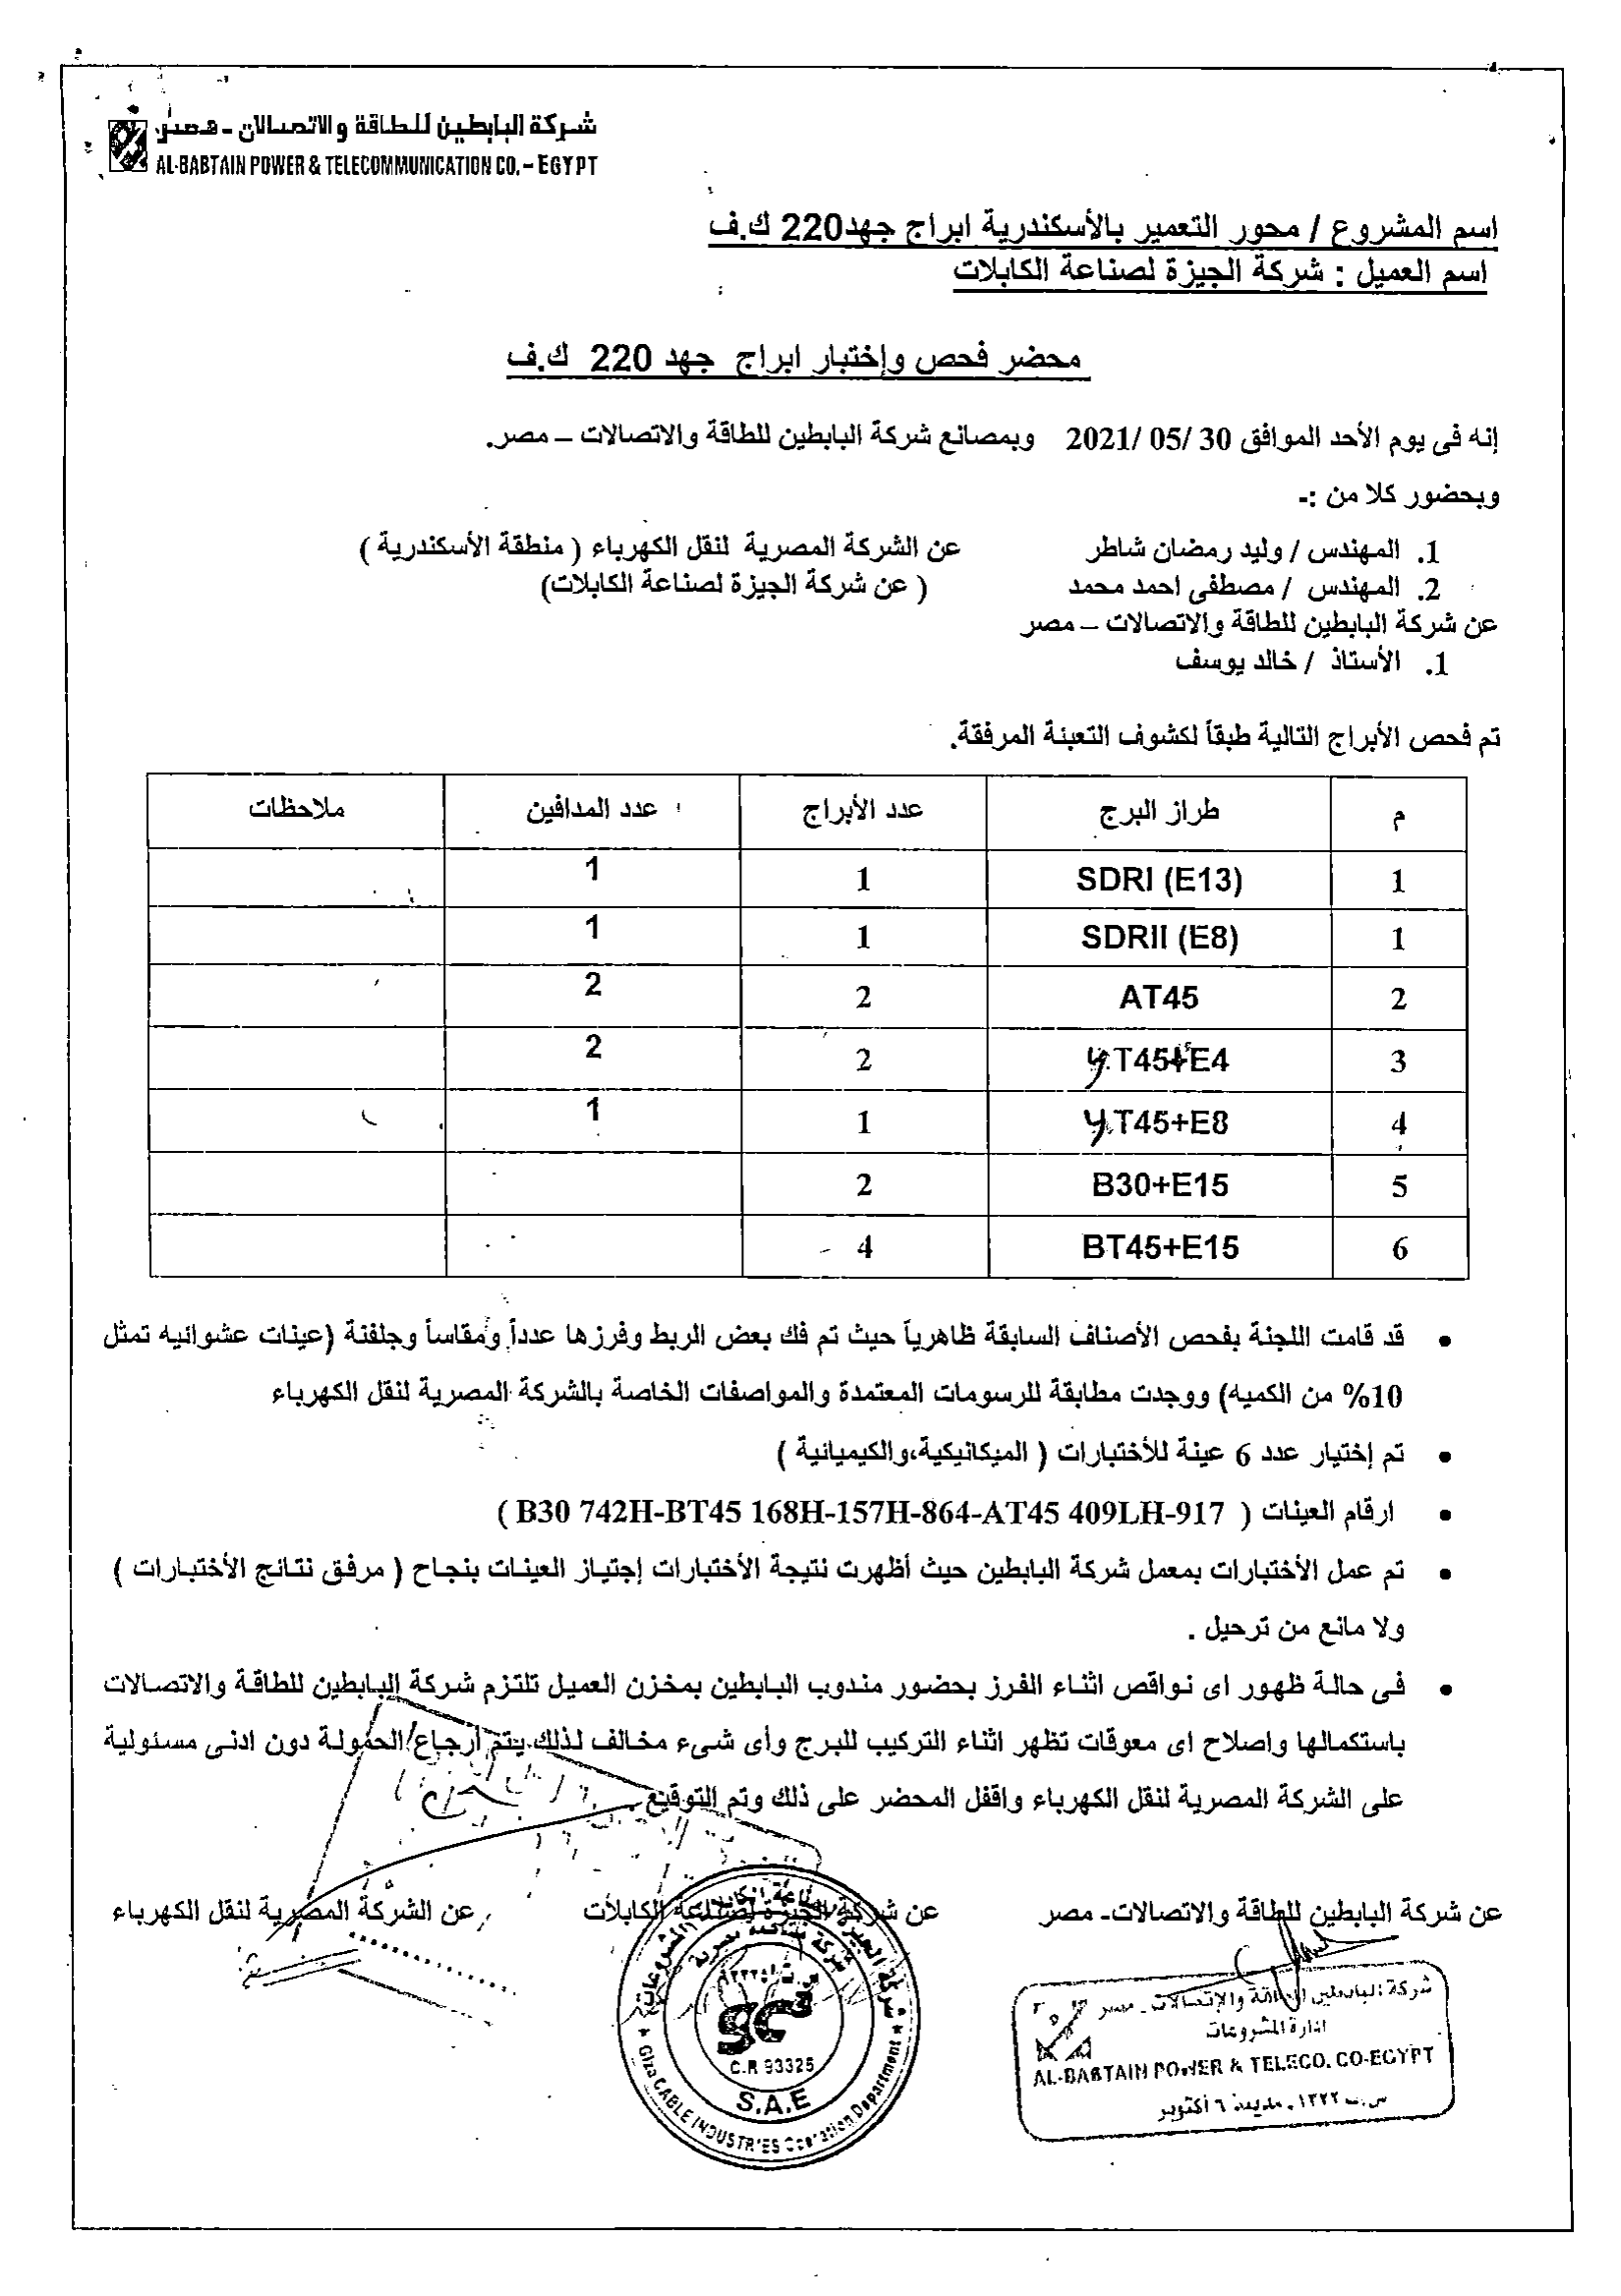 شركة البابطين للطاقة والاتصالات - مصر
AL-BABTAIN POWER & TELECOMMUNICATION CO. – EGYPT
اسم المشروع / محور التعمير بالأسكندرية ابراج جهد220 ك.ف
اسم العميل : شركة الجيزة لصناعة الكابلات
محضر فحص وإختبار ابراج جهد 220 ك.ف
إنه فى يوم الأحد الموافق 30 /05 /2021 وبمصانع شركة البابطين للطاقة والاتصالات – مصر.
وبحضور كلا من :-
1. المهندس / وليد رمضان شاطر عن الشركة المصرية لنقل الكهرباء ( منطقة الأسكندرية )
2. المهندس / مصطفى احمد محمد ( عن شركة الجيزة لصناعة الكابلات)
عن شركة البابطين للطاقة والاتصالات – مصر
1. الأستاذ / خالد يوسف
تم فحص الأبراج التالية طبقاً لكشوف التعبئة المرفقة.
م طراز البرج عدد الأبراج عدد المدافين ملاحظات
1 SDRI (E13) 1 1
1 SDRII (E8) 1 1
2 AT45 2 2
3 T45+E4 2 2
4 T45+E8 1 1
5 B30+E15 2
6 BT45+E15 4
• قد قامت اللجنة بفحص الأصناف السابقة ظاهرياً حيث تم فك بعض الربط وفرزها عدداً ومقاساً وجلفنة (عينات عشوائيه تمثل
10% من الكميه) ووجدت مطابقة للرسومات المعتمدة والمواصفات الخاصة بالشركة المصرية لنقل الكهرباء
• تم إختيار عدد 6 عينة للأختبارات ( الميكانيكية،والكيميائية )
• ارقام العينات ( B30 742H-BT45 168H-157H-864-AT45 409LH-917 )
• تم عمل الأختبارات بمعمل شركة البابطين حيث أظهرت نتيجة الأختبارات إجتياز العينات بنجاح ( مرفق نتائج الأختبارات )
ولا مانع من ترحيل .
• فى حالة ظهور اى نواقص اثناء الفرز بحضور مندوب البابطين بمخزن العميل تلتزم شركة البابطين للطاقة والاتصالات
باستكمالها واصلاح اى معوقات تظهر اثناء التركيب للبرج وأى شىء مخالف لذلك يتم أرجاع الحمولة دون ادنى مسئولية
على الشركة المصرية لنقل الكهرباء واقفل المحضر على ذلك وتم التوقيع .
عن شركة البابطين للطاقة والاتصالات- مصر عن شركة الجيزة لصناعة الكابلات عن الشركة المصرية لنقل الكهرباء
شركة البابطين للطاقة والإتصالات - مصر
ادارة المشروعات
AL-BABTAIN POWER & TELECO. CO-EGYPT
س.ت ١٣٢٢ - مدينة ٦ أكتوبر
شركة مساهمة مصرية
C.R 93325
S.A.E
Giza CABLE INDUSTRIES Operation Department